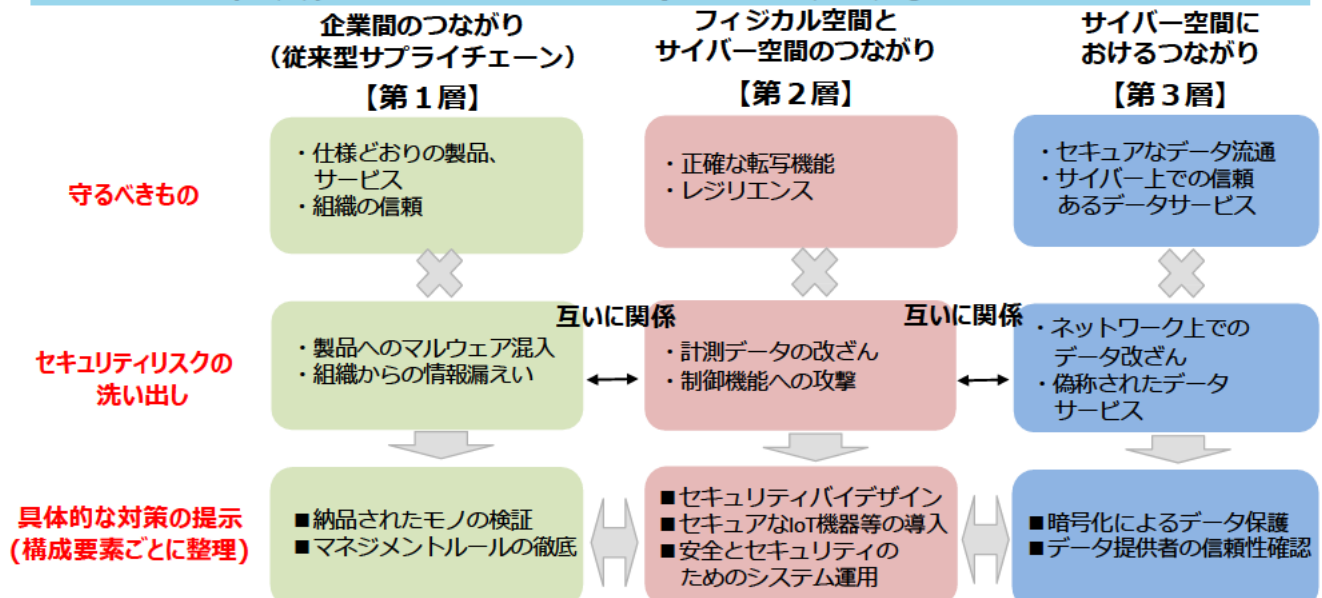 企業間のつながり
（従来型サプライチェーン）
【第１層】
フィジカル空間と
サイバー空間のつながり
【第２層】
サイバー空間に
おけるつながり
【第３層】
守るべきもの
・仕様どおりの製品、
サービス
・組織の信頼
・正確な転写機能
・レジリエンス
・セキュアなデータ流通
・サイバー上での信頼
あるデータサービス
セキュリティリスクの
洗い出し
・製品へのマルウェア混入
・組織からの情報漏えい
互いに関係
・計測データの改ざん
・制御機能への攻撃
互いに関係
・ネットワーク上での
データ改ざん
・偽称されたデータ
サービス
具体的な対策の提示
(構成要素ごとに整理)
■納品されたモノの検証
■マネジメントルールの徹底
■セキュリティバイデザイン
■セキュアなIoT機器等の導入
■安全とセキュリティの
ためのシステム運用
■暗号化によるデータ保護
■データ提供者の信頼性確認